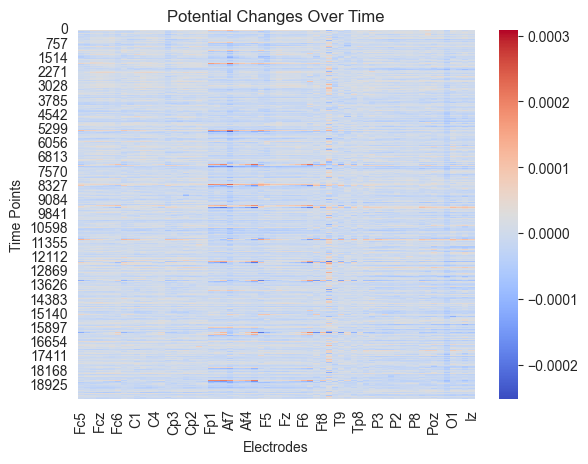 Potential Changes Over Time
Time Points
0
757
1514
2271
3028
3785
4542
5299
6056
6813
7570
8327
9084
9841
10598
11355
12112
12869
13626
14383
15140
15897
16654
17411
18168
18925
Fc5
Fcz
Fc6
C1
C4
Cp3
Cp2
Fp1
Af7
Af4
F5
Fz
F6
Ft8
T9
Tp8
P3
P2
P8
Poz
O1
Iz
Electrodes
0.0003
0.0002
0.0001
0.0000
−0.0001
−0.0002